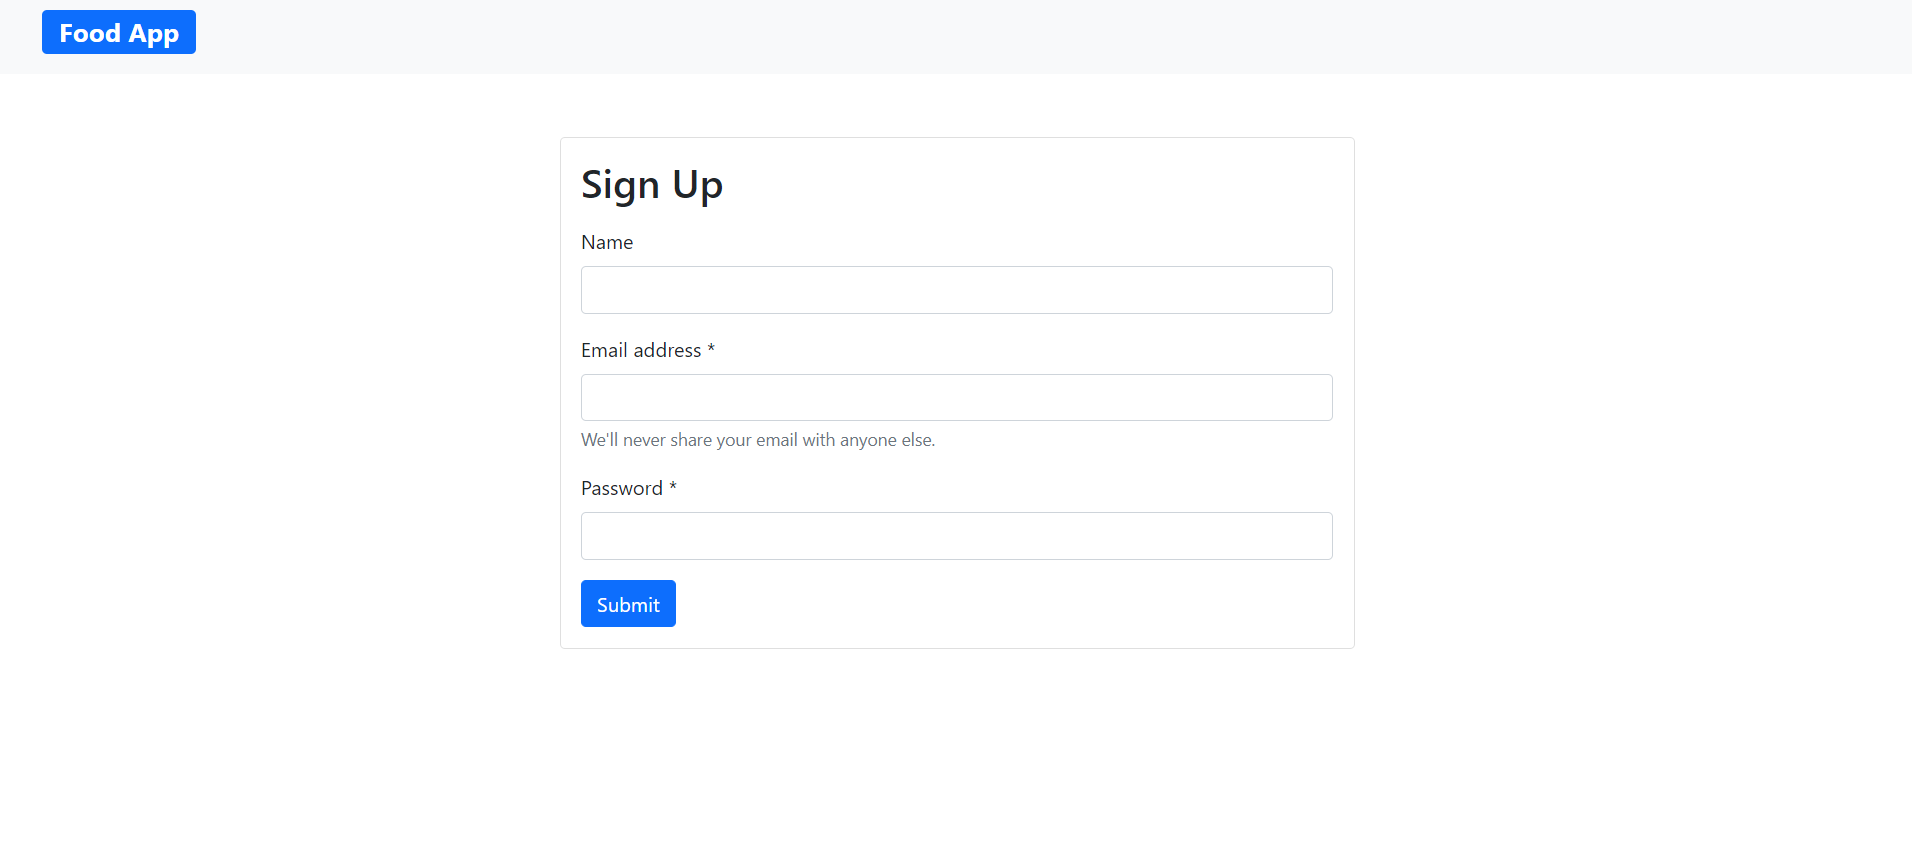 Food App
Sign Up
Name
Email address *
We'll never share your email with anyone else.
Password *
Submit